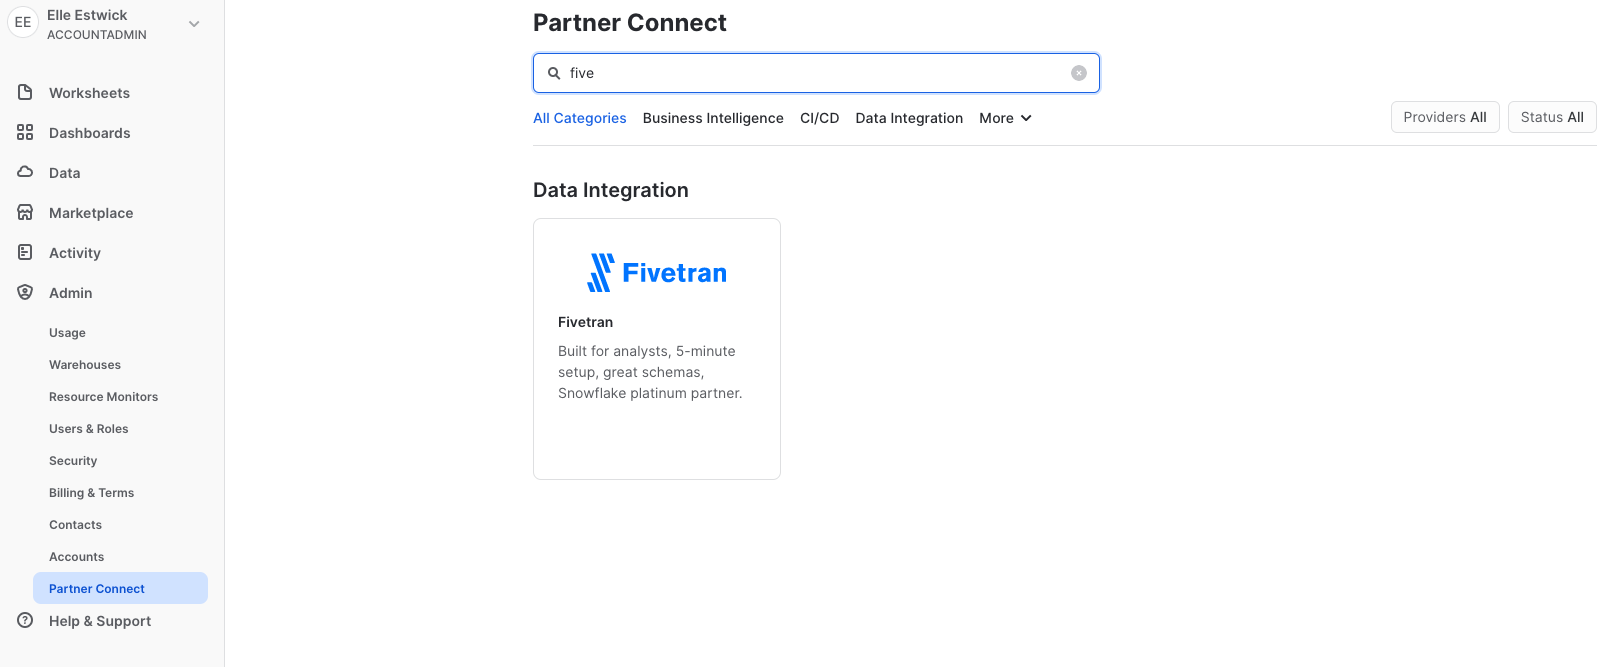 EE
Elle Estwick
ACCOUNTADMIN
Worksheets
Dashboards
Data
Marketplace
Activity
Admin
Usage
Warehouses
Resource Monitors
Users & Roles
Security
Billing & Terms
Contacts
Accounts
Partner Connect
Help & Support
Partner Connect
five
All Categories Business Intelligence CI/CD Data Integration More
Providers All Status All
Data Integration
Fivetran
Fivetran
Built for analysts, 5-minute
setup, great schemas,
Snowflake platinum partner.